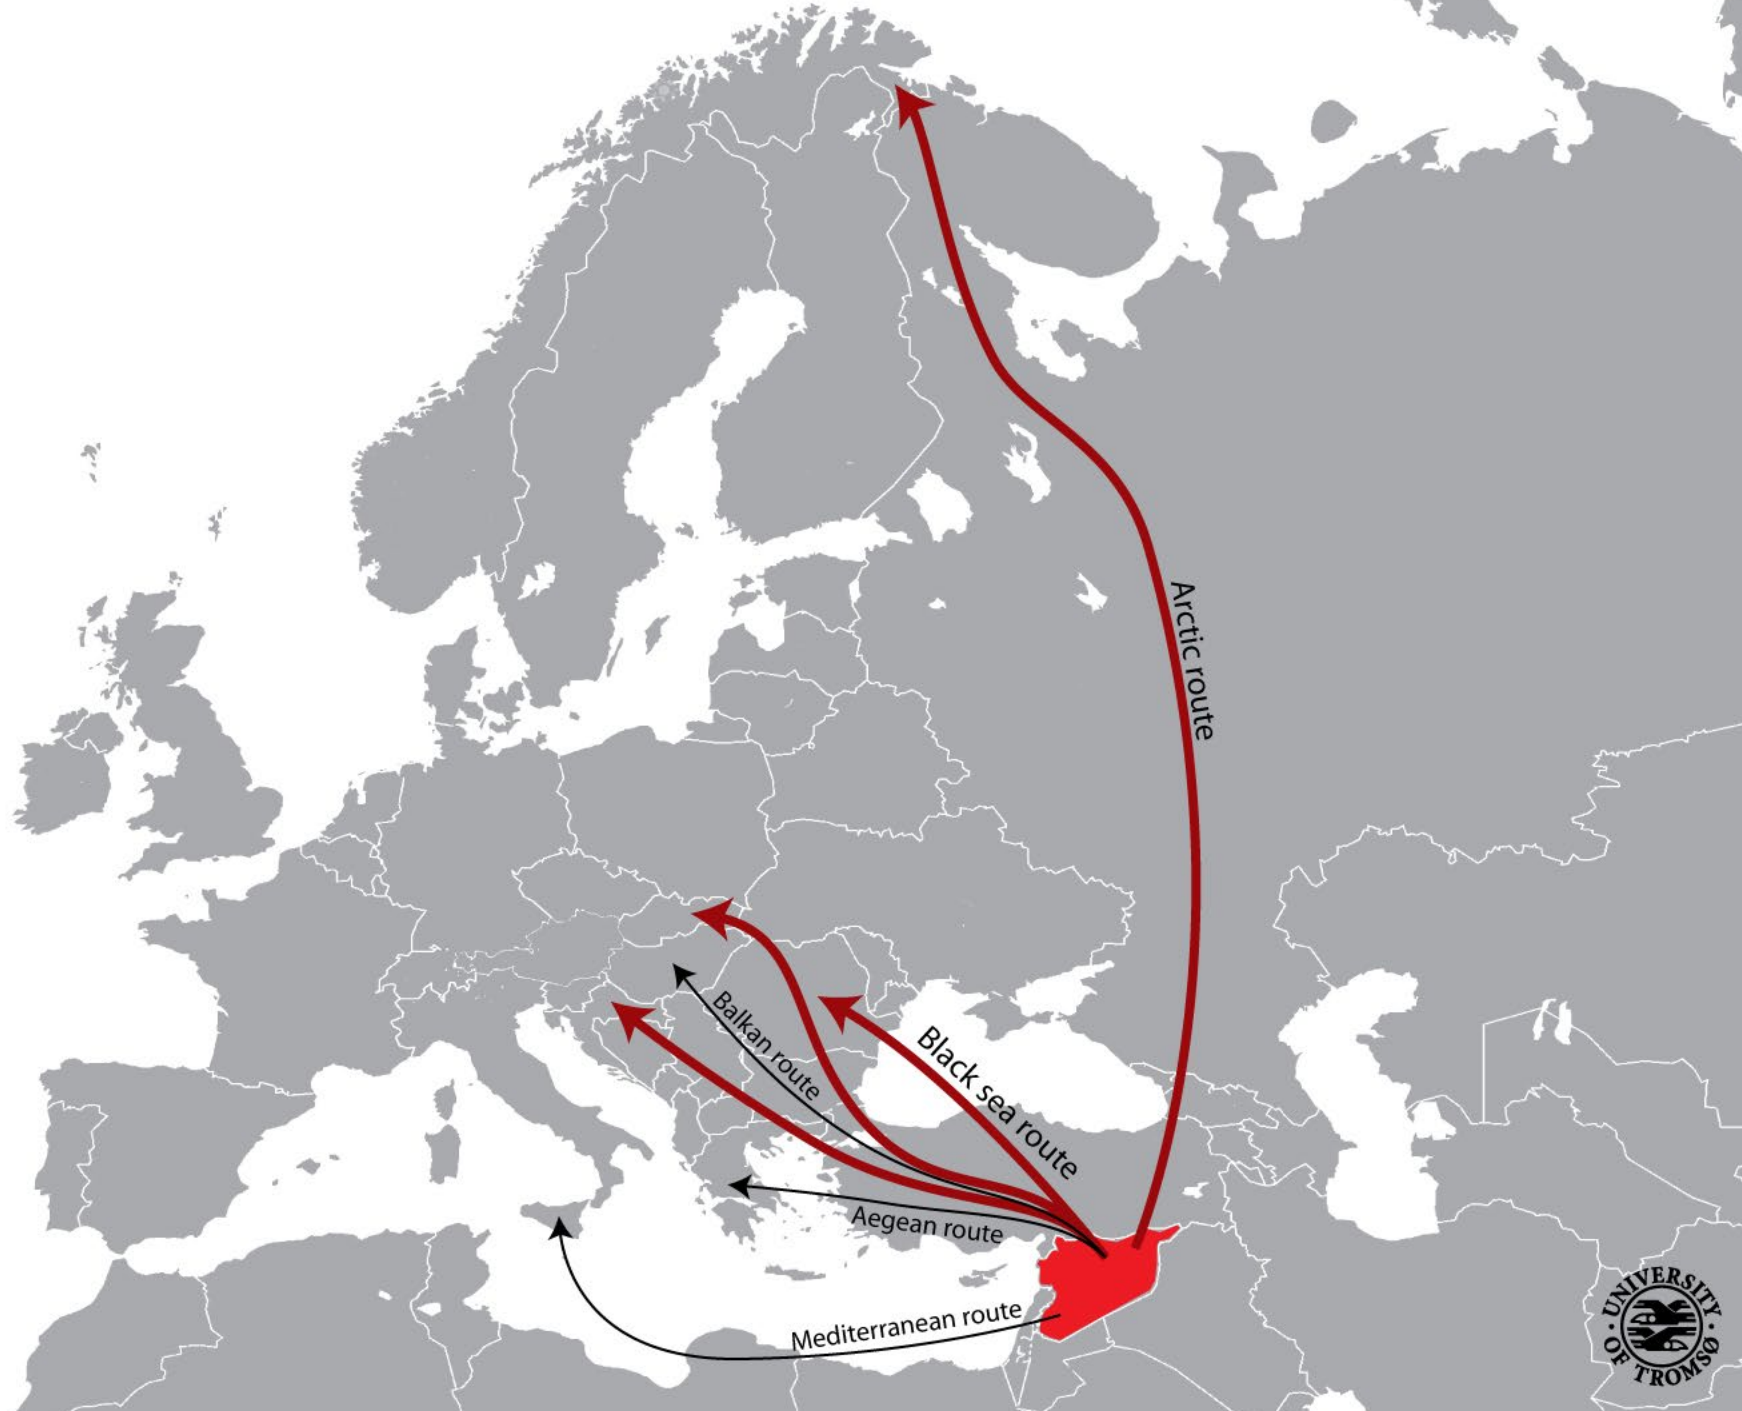 Arctic route
Black sea route
Balkan route
Aegean route
Mediterranean route
UNIVERSITY
OF TROMSØ